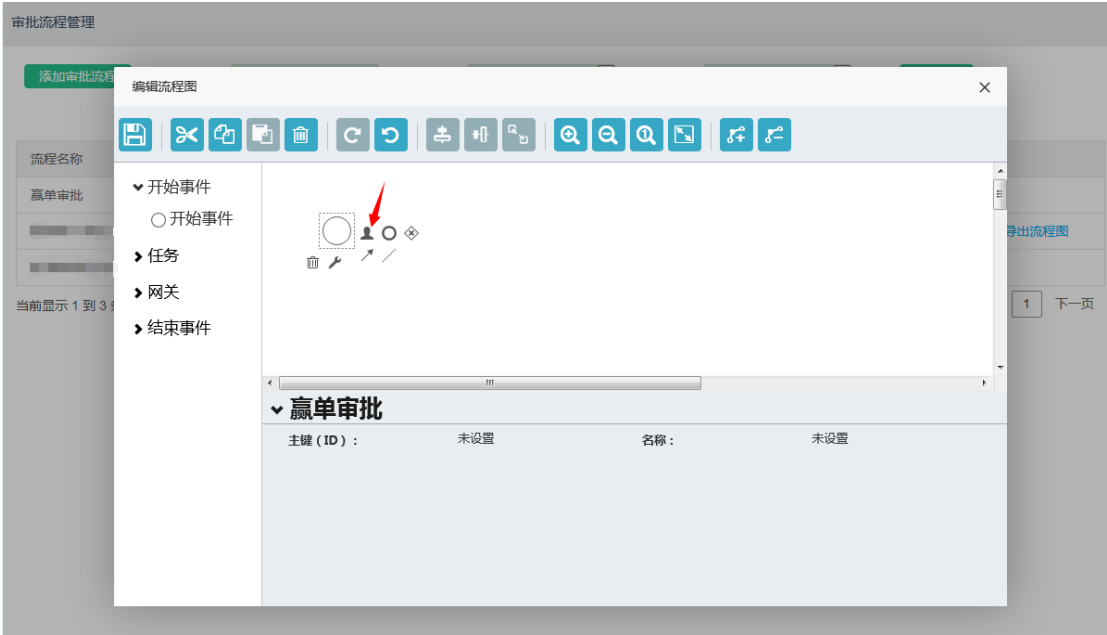 审批流程管理
添加审批流程
编辑流程图
流程名称
赢单审批
开始事件
开始事件
任务
网关
结束事件
导出流程图
当前显示 1 到 3
1
下一页
赢单审批
主键 ( ID ) :
未设置
名称 :
未设置